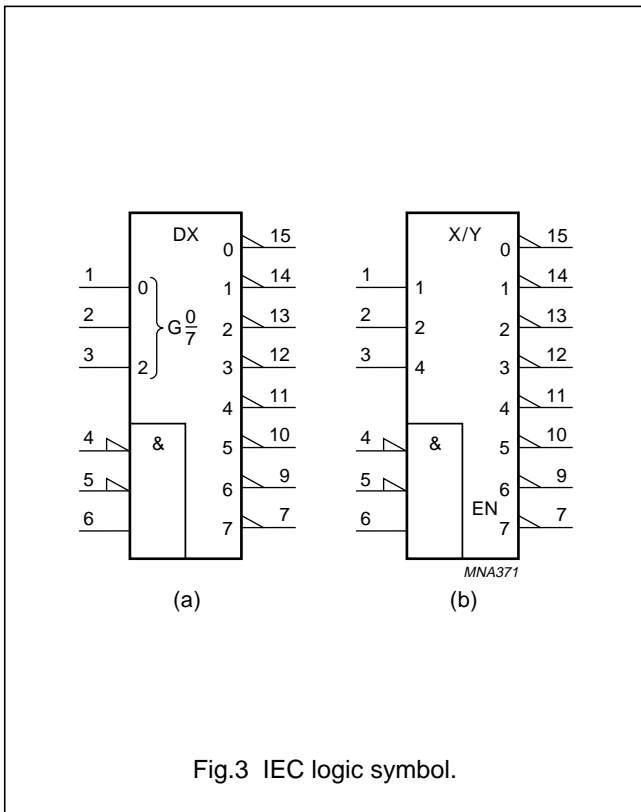 DX X/Y
0 15 0 15
1 0 1 14 1 1 1 14
2 G 0/7 2 13 2 2 2 13
3 2 3 12 3 4 3 12
4 11 4 11
4 & 5 10 4 & 5 10
5 6 9 5 6 9
6 7 7 6 EN 7 7
MNA371
(a) (b)
Fig.3 IEC logic symbol.